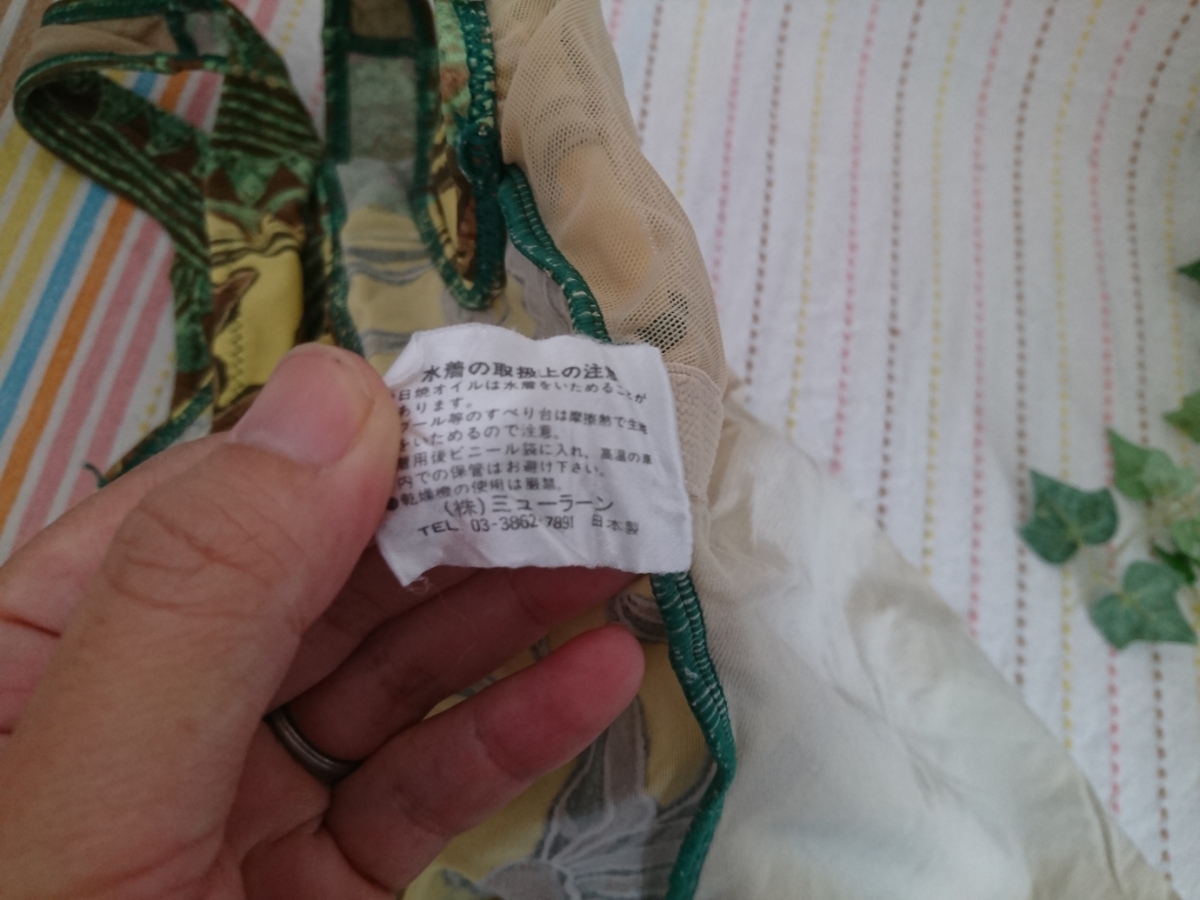 水着の取扱上の注意
日焼オイルは水着をいためることが
あります。
プール等のすべり台は摩擦熱で生地
をいためるので注意。
着用後ビニール袋に入れ、高温の車
内での保管はお避け下さい。
●乾燥機の使用は厳禁。
(株)ミューラーン
TEL 03-3862-7891 日本製